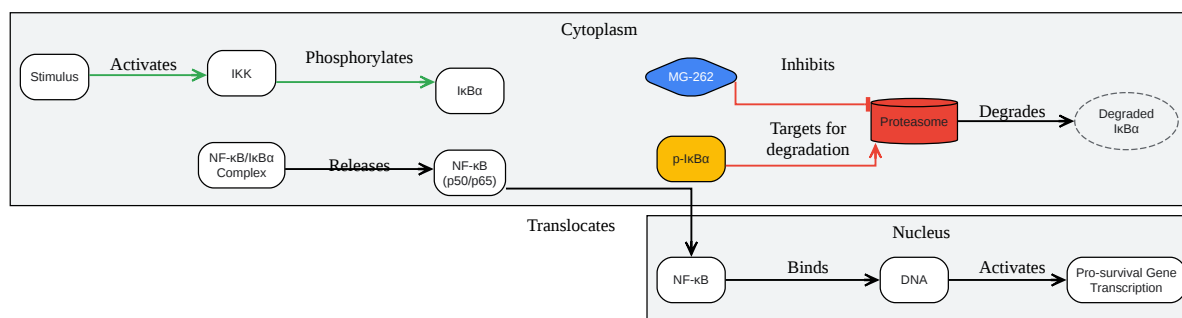 Cytoplasm
Stimulus
Activates
IKK
Phosphorylates
IκBα
MG-262
Inhibits
Proteasome
Degrades
Degraded
IκBα
Targets for
degradation
p-IκBα
NF-κB/IκBα
Complex
Releases
NF-κB
(p50/p65)
Translocates
Nucleus
NF-κB
Binds
DNA
Activates
Pro-survival Gene
Transcription